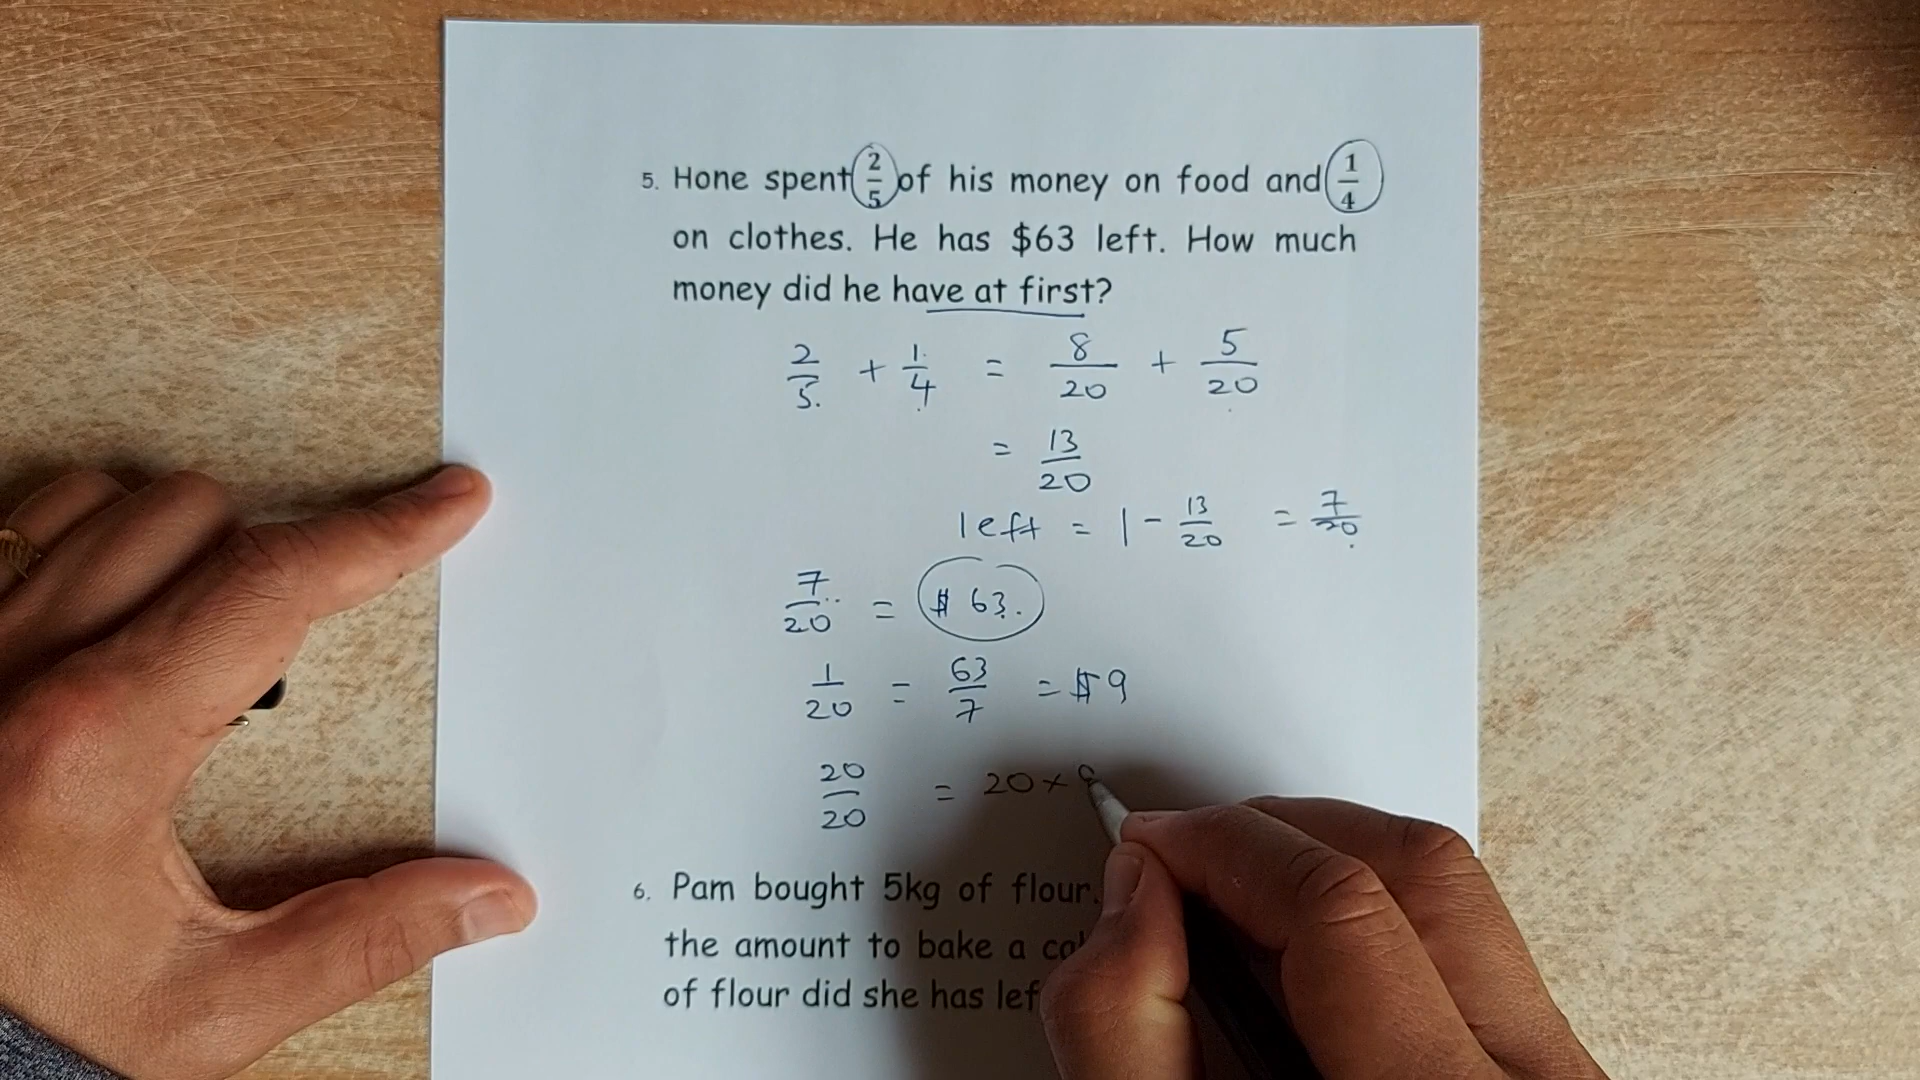 5. Hone spent 2/5 of his money on food and 1/4
on clothes. He has $63 left. How much
money did he have at first?
2/5 + 1/4 = 8/20 + 5/20
= 13/20
left = 1 - 13/20 = 7/20
7/20 = $ 63.
1/20 = 63/7 = $9
20/20 = 20 × 9
6. Pam bought 5kg of flour.
the amount to bake a
of flour did she has